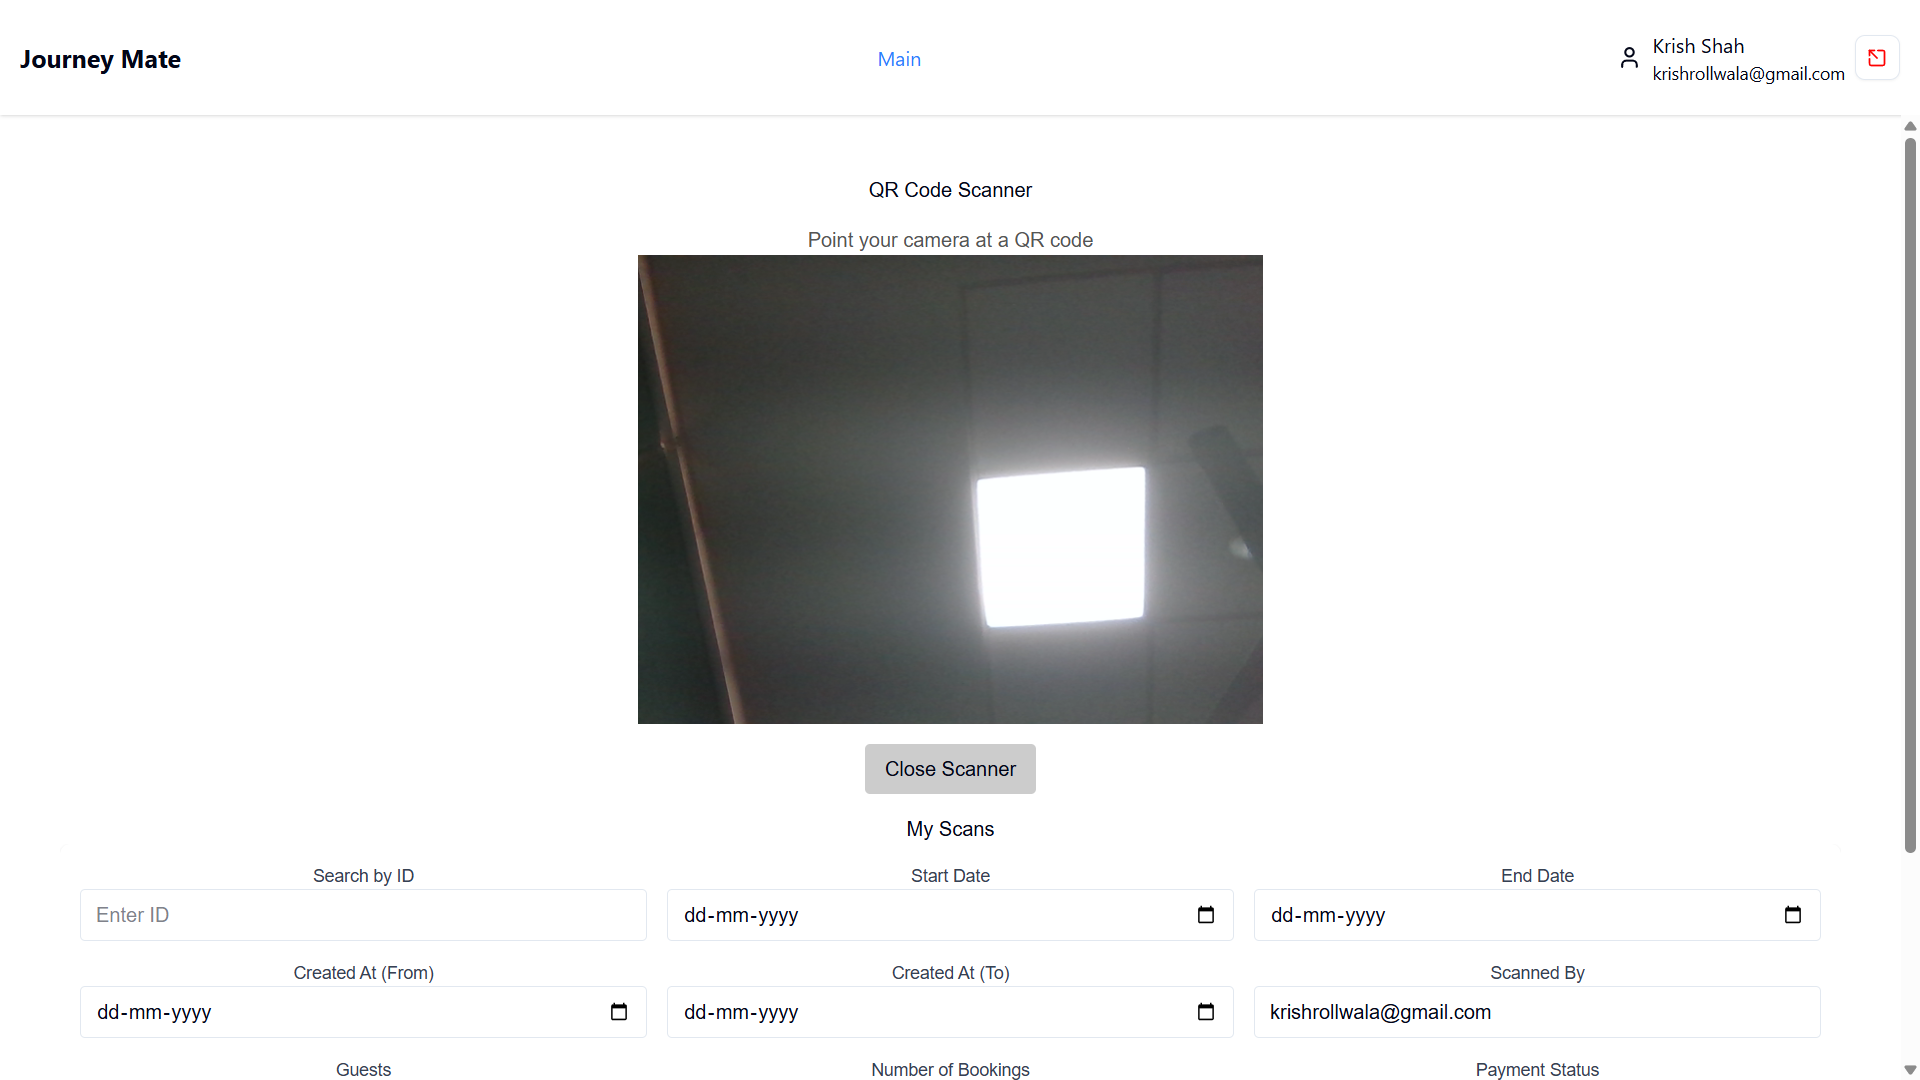 Journey Mate
Main
Krish Shah
krishrollwala@gmail.com
QR Code Scanner
Point your camera at a QR code
Close Scanner
My Scans
Search by ID
Start Date
End Date
Enter ID
dd-mm-yyyy
dd-mm-yyyy
Created At (From)
Created At (To)
Scanned By
dd-mm-yyyy
dd-mm-yyyy
krishrollwala@gmail.com
Guests
Number of Bookings
Payment Status